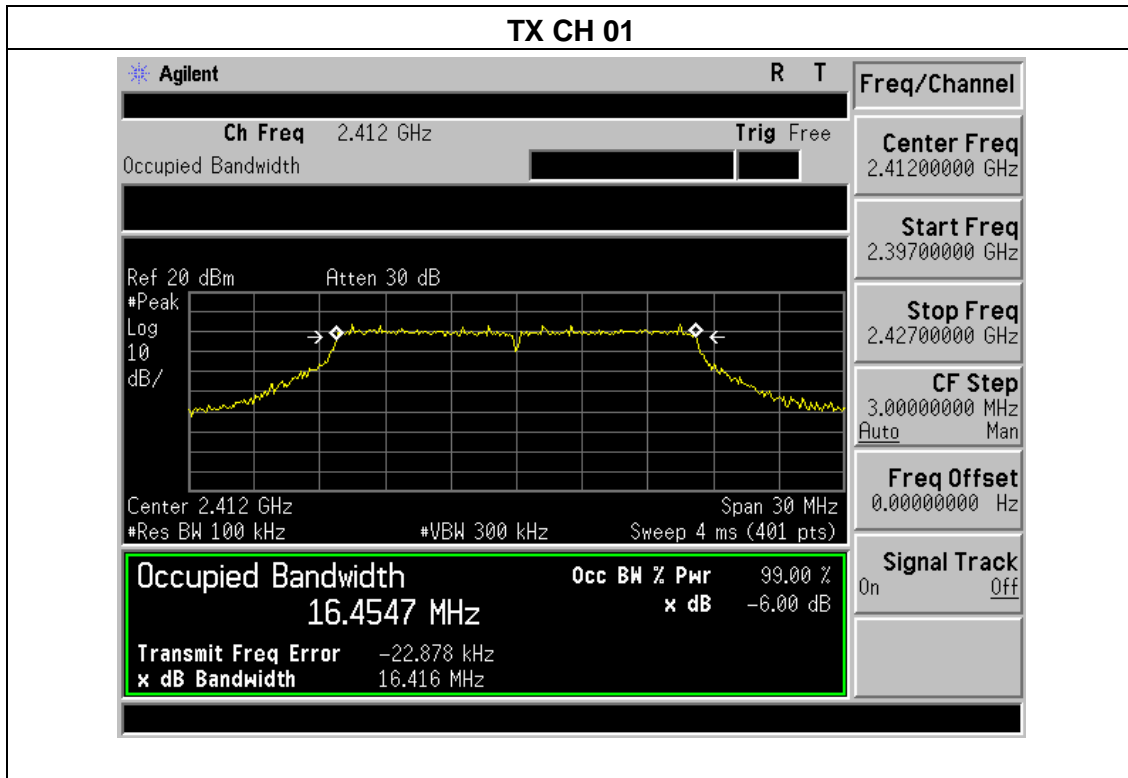 TX CH 01
Agilent R T
Freq/Channel
Ch Freq 2.412 GHz Trig Free
Occupied Bandwidth
Center Freq
2.41200000 GHz
Start Freq
2.39700000 GHz
Stop Freq
2.42700000 GHz
CF Step
3.00000000 MHz
Auto Man
Freq Offset
0.00000000 Hz
Signal Track
On Off
Ref 20 dBm Atten 30 dB
#Peak
Log
10
dB/
Center 2.412 GHz Span 30 MHz
#Res BW 100 kHz #VBW 300 kHz Sweep 4 ms (401 pts)
Occupied Bandwidth Occ BW % Pwr 99.00 %
16.4547 MHz x dB -6.00 dB
Transmit Freq Error -22.878 kHz
x dB Bandwidth 16.416 MHz